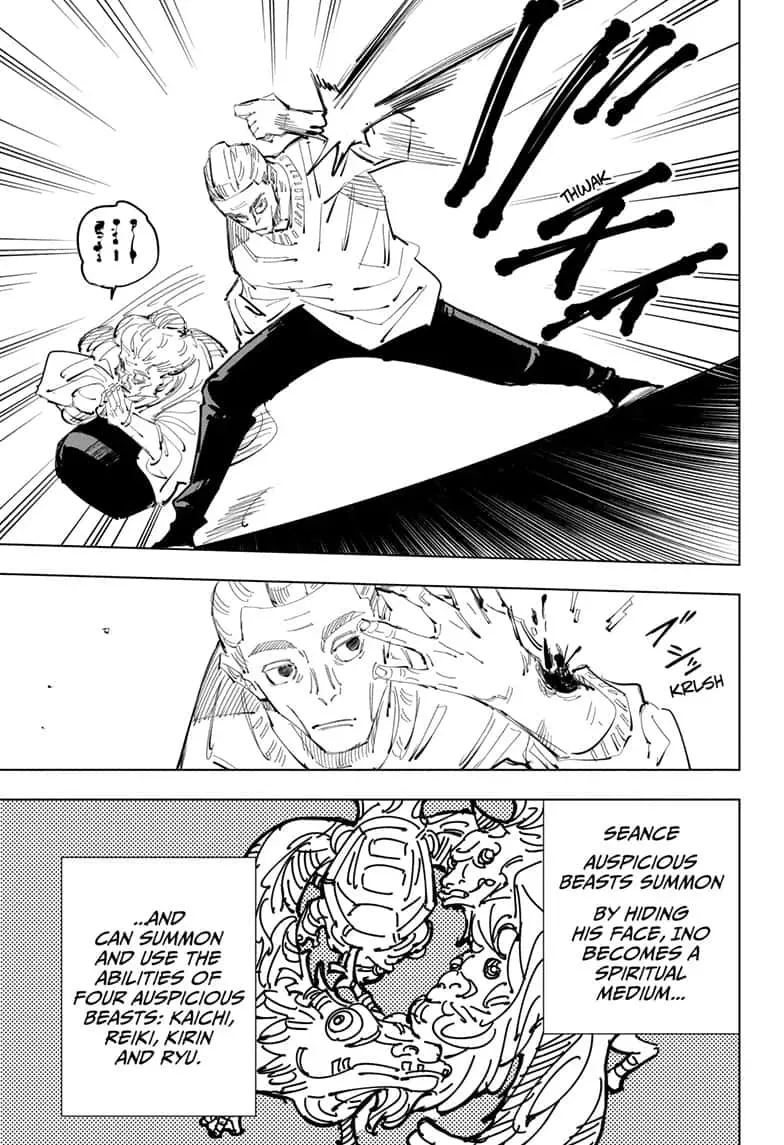 THWAK
KRLSH
SEANCE
AUSPICIOUS
BEASTS SUMMON
BY HIDING
HIS FACE, INO
BECOMES A
SPIRITUAL
MEDIUM...
...AND
CAN SUMMON
AND USE THE
ABILITIES OF
FOUR AUSPICIOUS
BEASTS: KAICHI,
REIKI, KIRIN
AND RYU.